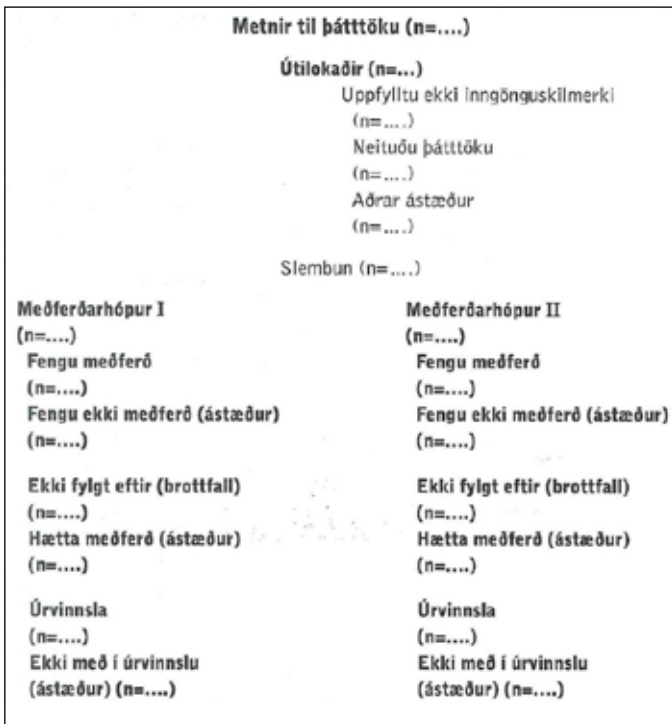 Metnir til þátttöku (n=....)
Útilokaðir (n=...)
Uppfylltu ekki inngönguskilmerki
(n=....)
Neituðu þátttöku
(n=....)
Aðrar ástæður
(n=....)
Slembun (n=....)
Meðferðarhópur I
(n=....)
Fengu meðferð
(n=....)
Fengu ekki meðferð (ástæður)
(n=....)
Ekki fylgt eftir (brottfall)
(n=....)
Hætta meðferð (ástæður)
(n=....)
Úrvinnsla
(n=....)
Ekki með í úrvinnslu
(ástæður) (n=....)
Meðferðarhópur II
(n=....)
Fengu meðferð
(n=....)
Fengu ekki meðferð (ástæður)
(n=....)
Ekki fylgt eftir (brottfall)
(n=....)
Hætta meðferð (ástæður)
(n=....)
Úrvinnsla
(n=....)
Ekki með í úrvinnslu
(ástæður) (n=....)